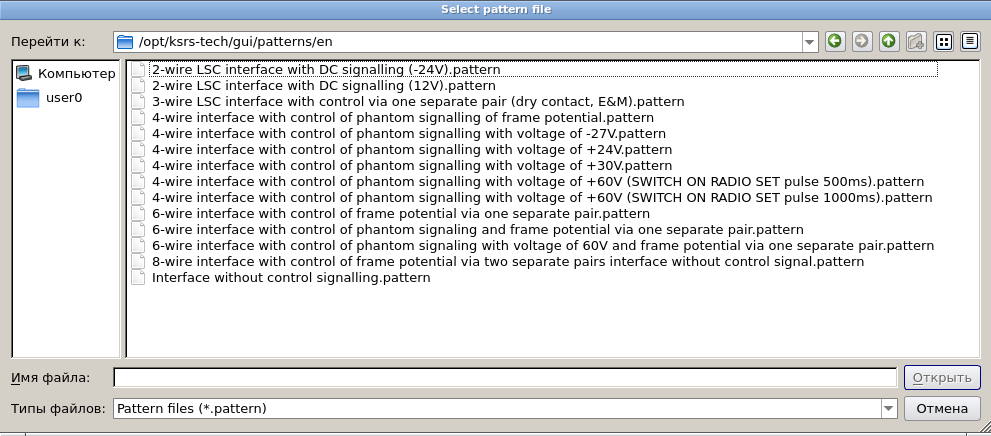 Select pattern file
Перейти к: /opt/ksrs-tech/gui/patterns/en
Компьютер
user0
2-wire LSC interface with DC signalling (-24V).pattern
2-wire LSC interface with DC signalling (12V).pattern
3-wire LSC interface with control via one separate pair (dry contact, E&M).pattern
4-wire interface with control of phantom signalling of frame potential.pattern
4-wire interface with control of phantom signalling with voltage of -27V.pattern
4-wire interface with control of phantom signalling with voltage of +24V.pattern
4-wire interface with control of phantom signalling with voltage of +30V.pattern
4-wire interface with control of phantom signalling with voltage of +60V (SWITCH ON RADIO SET pulse 500ms).pattern
4-wire interface with control of phantom signalling with voltage of +60V (SWITCH ON RADIO SET pulse 1000ms).pattern
6-wire interface with control of frame potential via one separate pair.pattern
6-wire interface with control of phantom signaling and frame potential via one separate pair.pattern
6-wire interface with control of phantom signaling with voltage of 60V and frame potential via one separate pair.pattern
8-wire interface with control of frame potential via two separate pairs interface without control signal.pattern
Interface without control signalling.pattern
Имя файла: Открыть
Типы файлов: Pattern files (*.pattern) Отмена